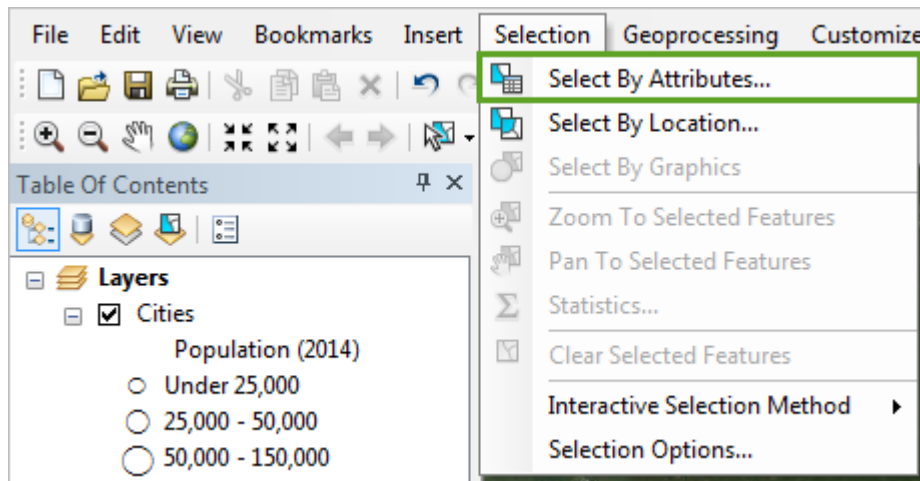 File Edit View Bookmarks Insert Selection Geoprocessing Customize
Select By Attributes...
Select By Location...
Select By Graphics
Zoom To Selected Features
Pan To Selected Features
Statistics...
Clear Selected Features
Interactive Selection Method
Selection Options...
Table Of Contents
Layers
Cities
Population (2014)
Under 25,000
25,000 - 50,000
50,000 - 150,000